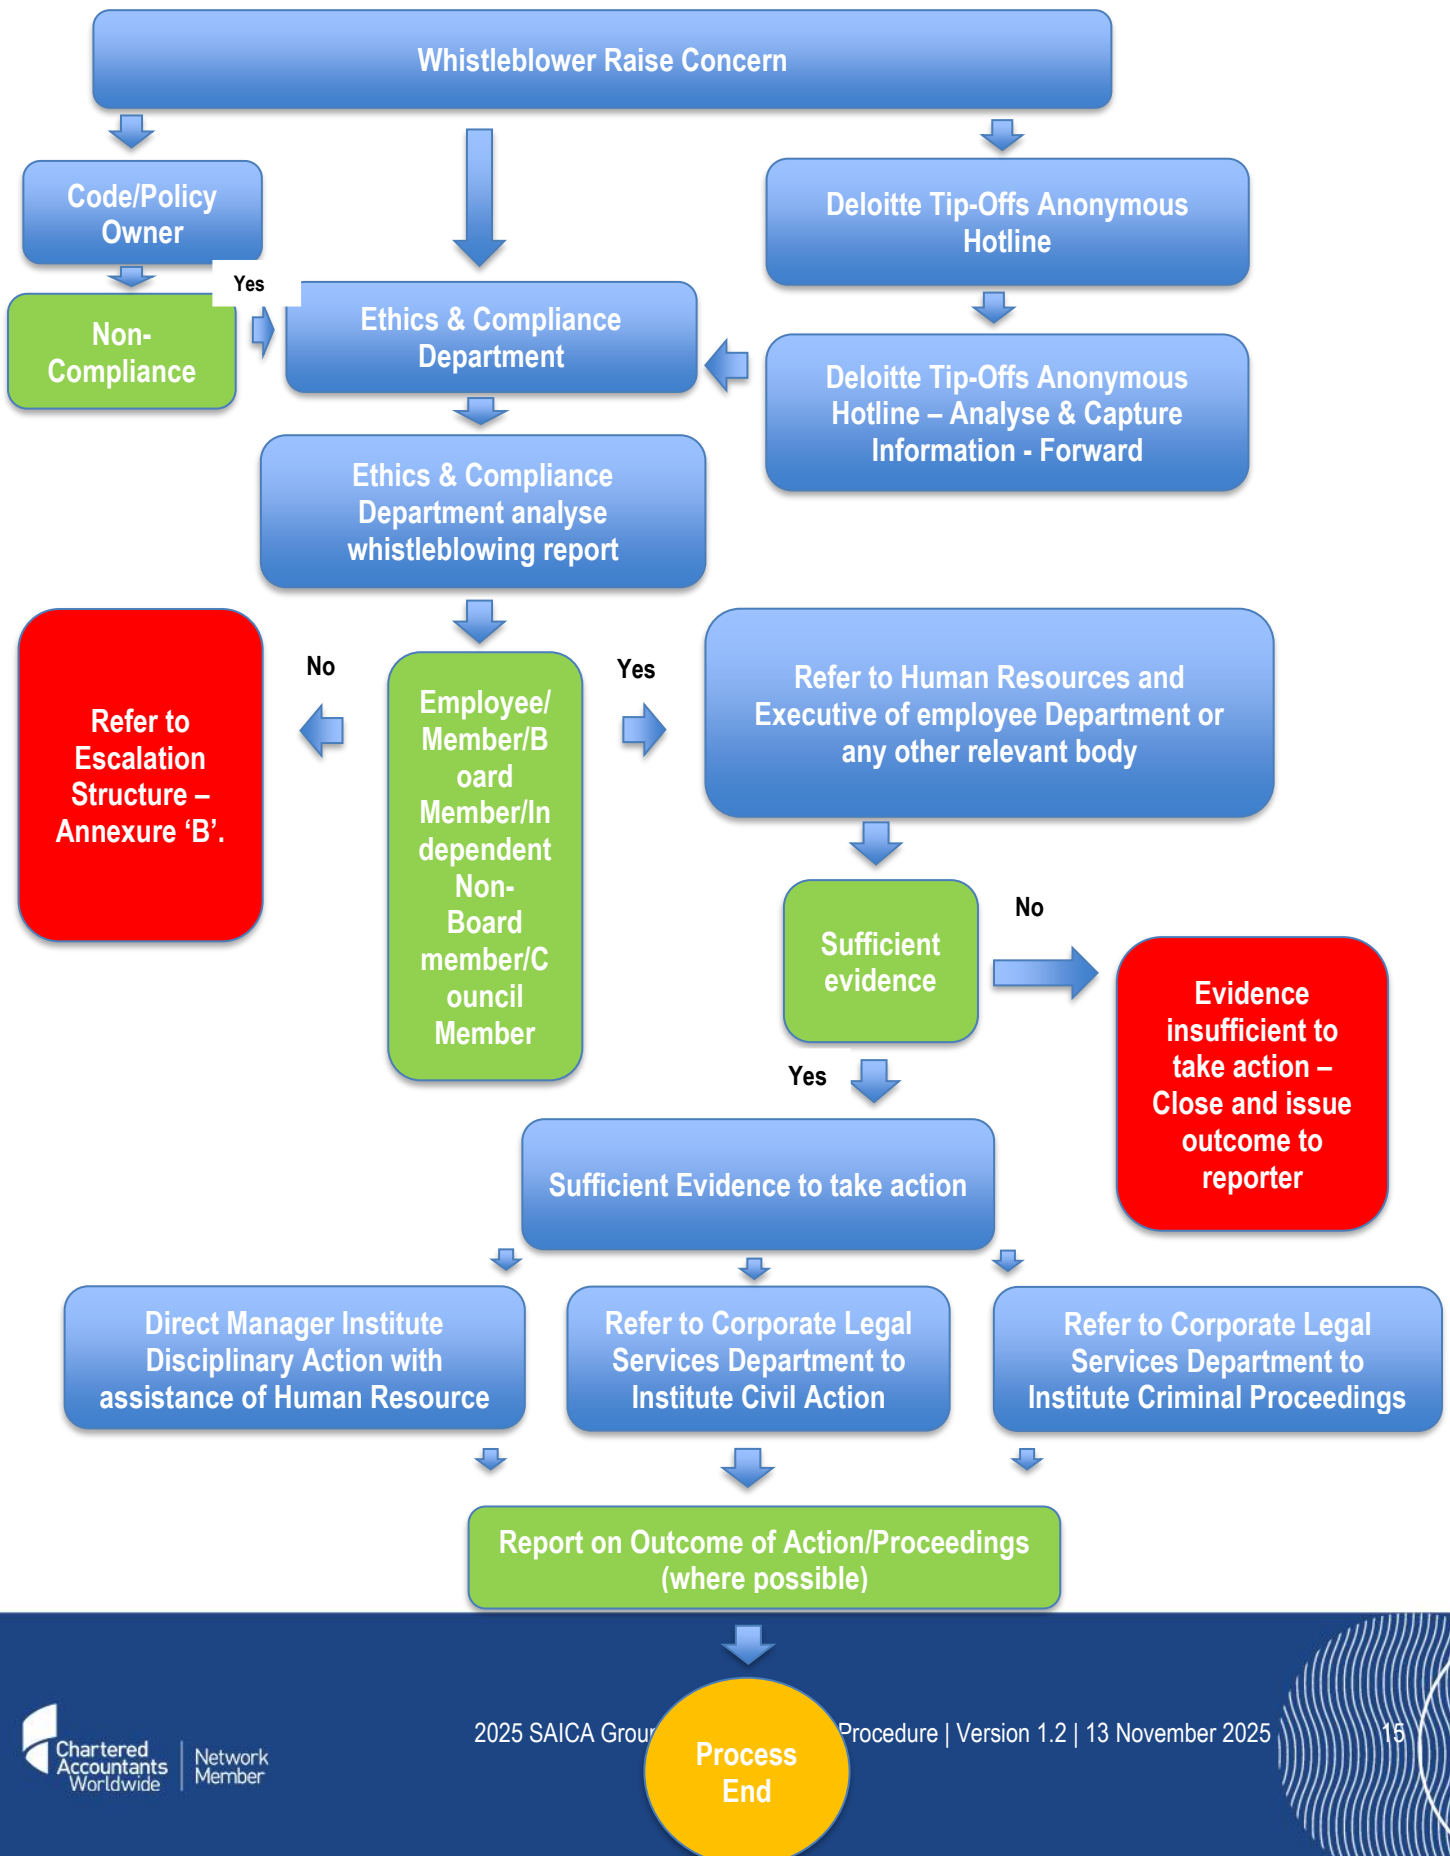 Whistleblower Raise Concern
Code/Policy
Owner
Deloitte Tip-Offs Anonymous
Hotline
Yes
Non-
Compliance
Ethics & Compliance
Department
Deloitte Tip-Offs Anonymous
Hotline – Analyse & Capture
Information - Forward
Ethics & Compliance
Department analyse
whistleblowing report
No
Yes
Refer to
Escalation
Structure –
Annexure ‘B’.
Employee/
Member/B
oard
Member/In
dependent
Non-
Board
member/C
ouncil
Member
Refer to Human Resources and
Executive of employee Department or
any other relevant body
Sufficient
evidence
No
Evidence
insufficient to
take action –
Close and issue
outcome to
reporter
Yes
Sufficient Evidence to take action
Direct Manager Institute
Disciplinary Action with
assistance of Human Resource
Refer to Corporate Legal
Services Department to
Institute Civil Action
Refer to Corporate Legal
Services Department to
Institute Criminal Proceedings
Report on Outcome of Action/Proceedings
(where possible)
Process
End
Chartered
Accountants
Worldwide
Network
Member
2025 SAICA Grou Procedure | Version 1.2 | 13 November 2025
15